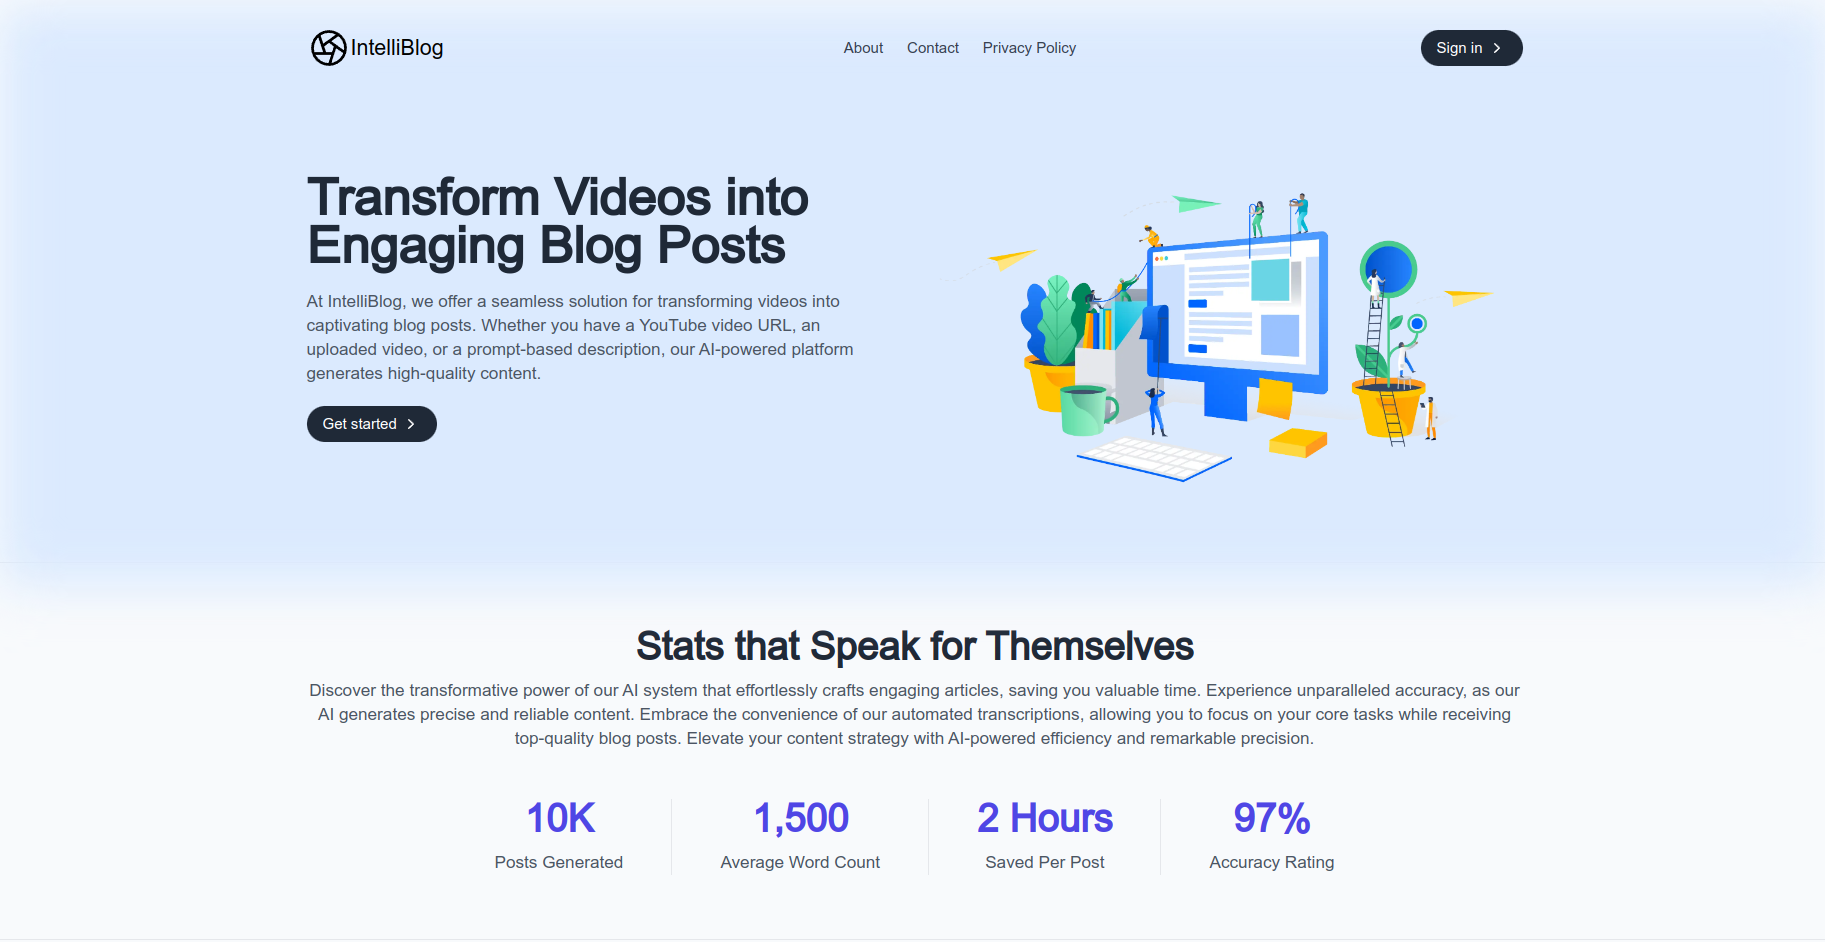 IntelliBlog
About
Contact
Privacy Policy
Sign in
Transform Videos into
Engaging Blog Posts
At IntelliBlog, we offer a seamless solution for transforming videos into
captivating blog posts. Whether you have a YouTube video URL, an
uploaded video, or a prompt-based description, our AI-powered platform
generates high-quality content.
Get started
Stats that Speak for Themselves
Discover the transformative power of our AI system that effortlessly crafts engaging articles, saving you valuable time. Experience unparalleled accuracy, as our
AI generates precise and reliable content. Embrace the convenience of our automated transcriptions, allowing you to focus on your core tasks while receiving
top-quality blog posts. Elevate your content strategy with AI-powered efficiency and remarkable precision.
10K
Posts Generated
1,500
Average Word Count
2 Hours
Saved Per Post
97%
Accuracy Rating